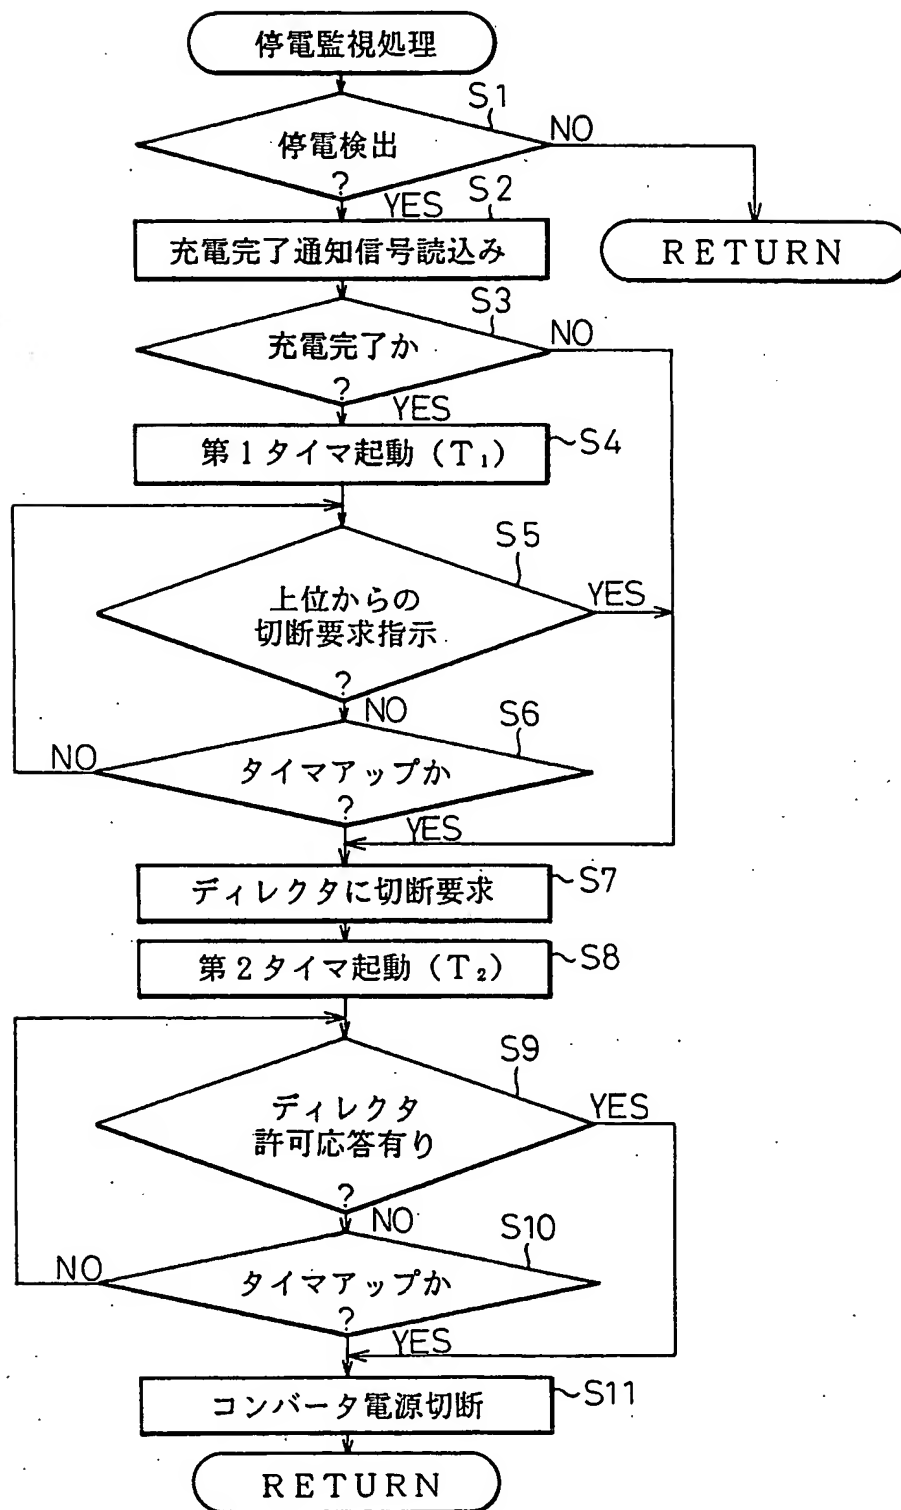 停電監視処理
S1
停電検出
?
NO
YES
S2
充電完了通知信号読込み
RETURN
S3
充電完了か
?
NO
YES
第1タイマ起動(T₁)
S4
S5
上位からの
切断要求指示
?
YES
NO
S6
タイマアップか
?
NO
YES
ディレクタに切断要求
S7
第2タイマ起動(T₂)
S8
S9
ディレクタ
許可応答有り
?
YES
NO
S10
タイマアップか
?
NO
YES
コンバータ電源切断
S11
RETURN